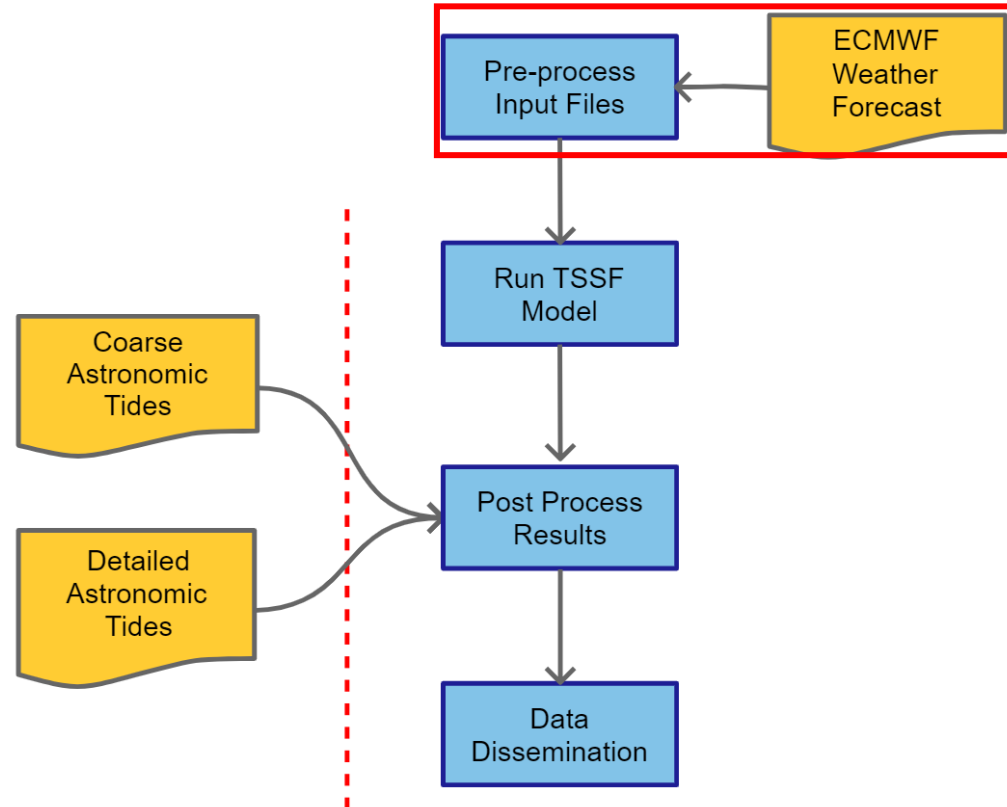 Pre-process
Input Files
ECMWF
Weather
Forecast
Run TSSF
Model
Coarse
Astronomic
Tides
Post Process
Results
Detailed
Astronomic
Tides
Data
Dissemination